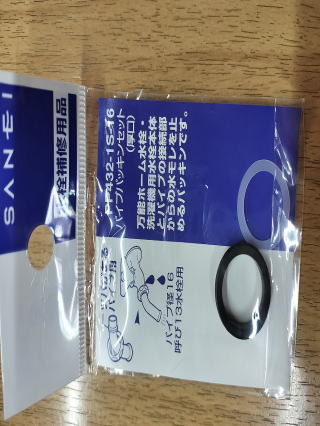 SANEI
水栓補修用品
PP432-1S-16
パイプパッキンセット
(厚口)
万能ホーム水栓・
洗濯機用水栓本体
とパイプの接続部
からの水モレを止
めるパッキンです。
パイプ径16
呼び13水栓用